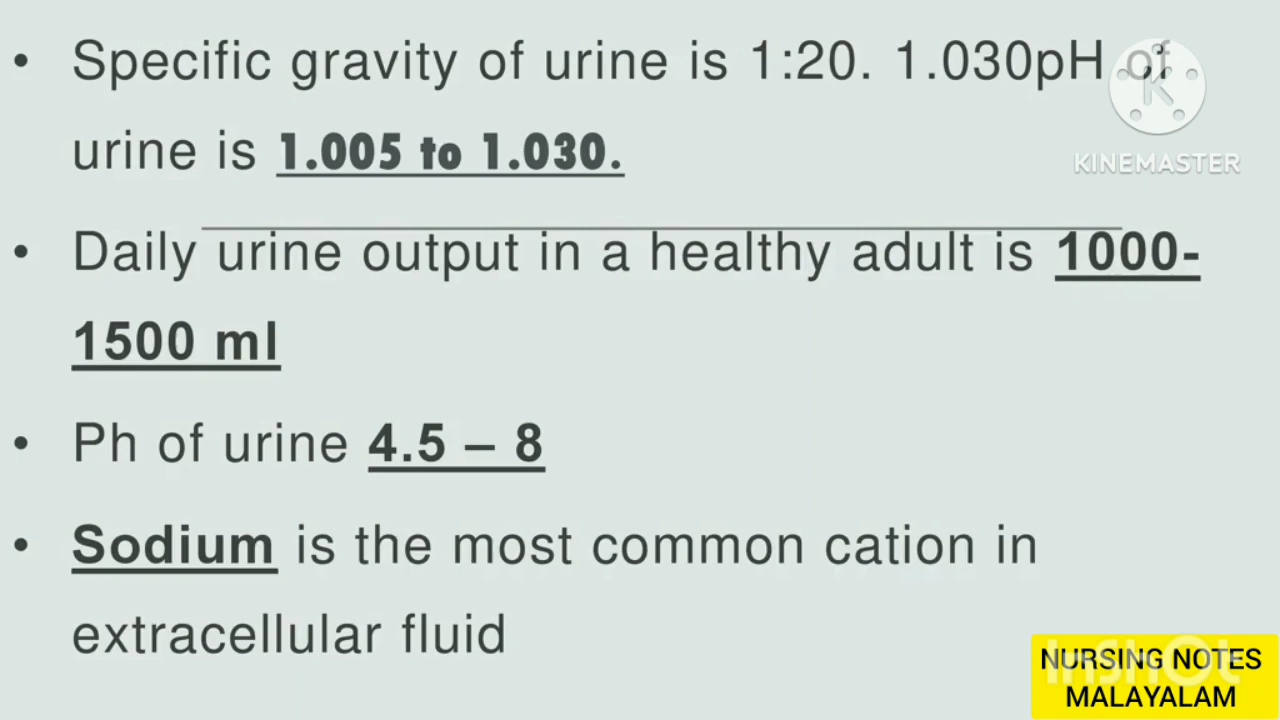 • Specific gravity of urine is 1:20. 1.030pH of
urine is 1.005 to 1.030.
KINEMASTER
• Daily urine output in a healthy adult is 1000-
1500 ml
• Ph of urine 4.5 – 8
• Sodium is the most common cation in
extracellular fluid
InShOt
NURSING NOTES
MALAYALAM